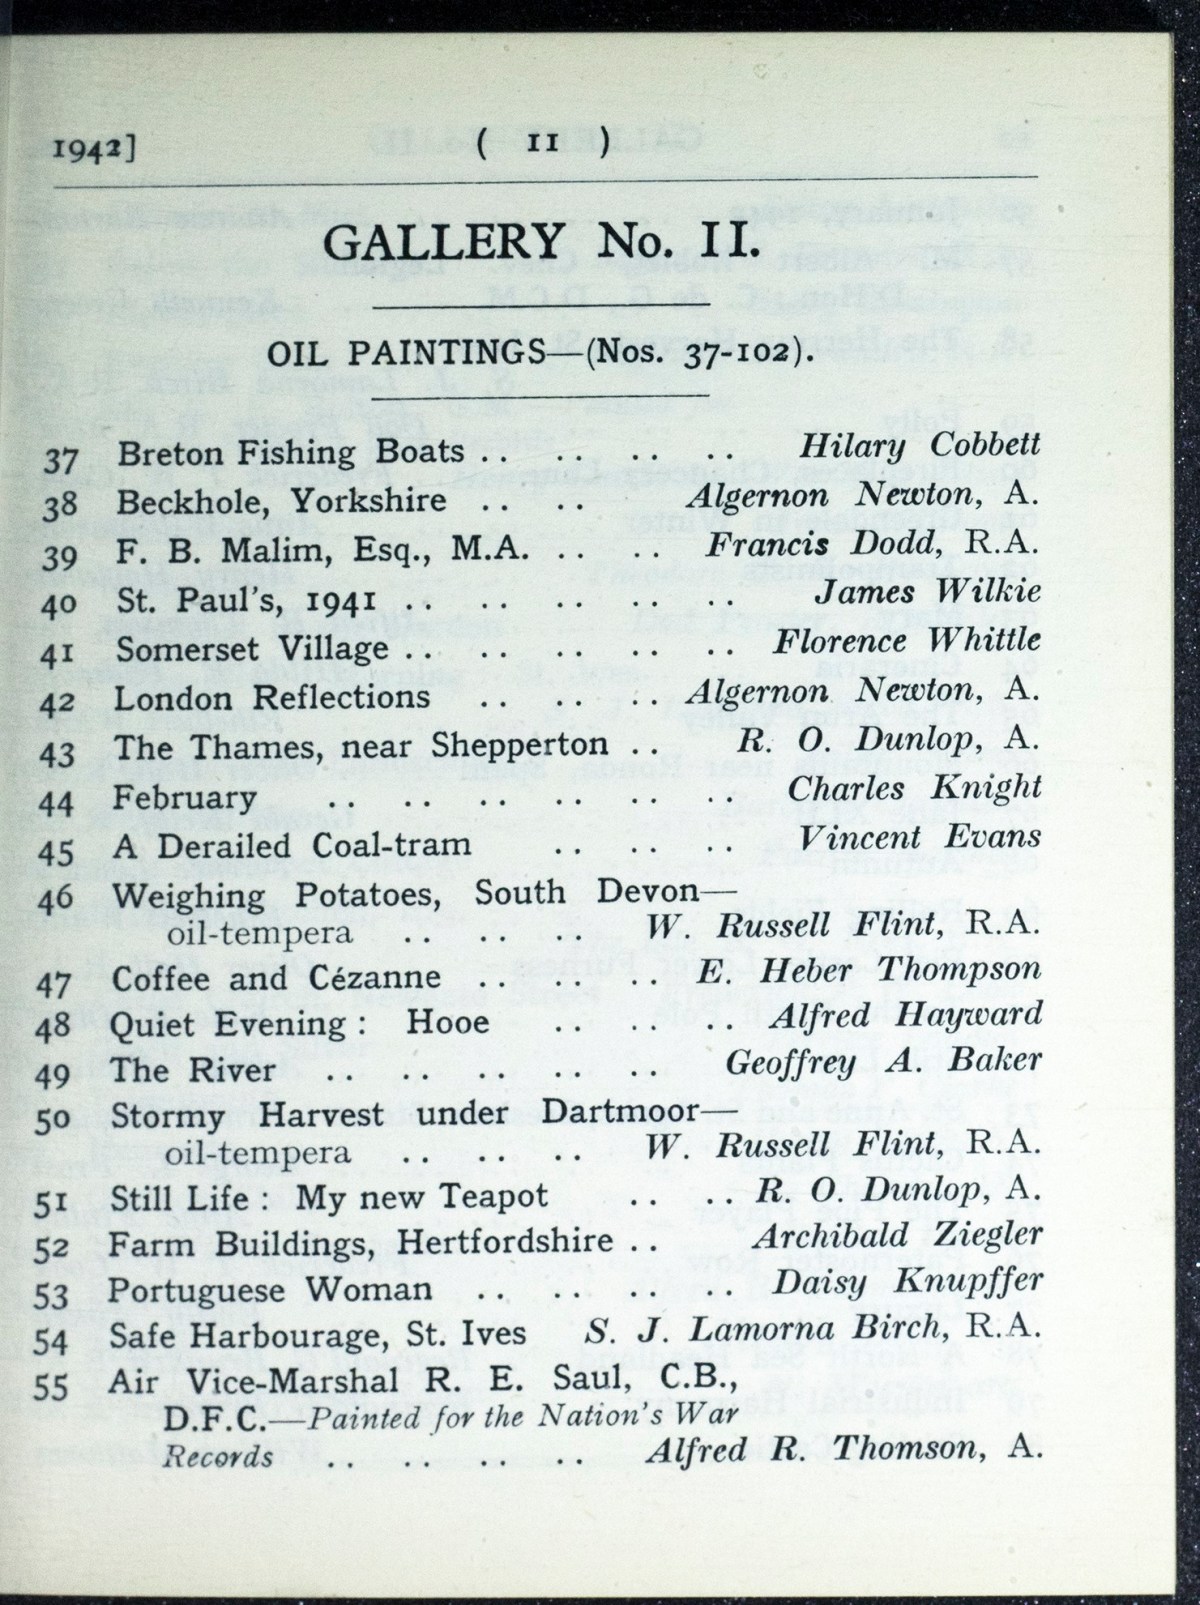 1942] ( 11 )
GALLERY No. II.
OIL PAINTINGS—(Nos. 37-102).
37 Breton Fishing Boats .. .. .. .. Hilary Cobbett
38 Beckhole, Yorkshire .. .. Algernon Newton, A.
39 F. B. Malim, Esq., M.A. .. .. Francis Dodd, R.A.
40 St. Paul's, 1941 .. .. .. .. .. James Wilkie
41 Somerset Village .. .. .. .. .. Florence Whittle
42 London Reflections .. .. .. Algernon Newton, A.
43 The Thames, near Shepperton .. R. O. Dunlop, A.
44 February .. .. .. .. .. .. Charles Knight
45 A Derailed Coal-tram .. .. .. Vincent Evans
46 Weighing Potatoes, South Devon—
oil-tempera .. .. .. W. Russell Flint, R.A.
47 Coffee and Cézanne .. .. .. E. Heber Thompson
48 Quiet Evening : Hooe .. .. .. Alfred Hayward
49 The River .. .. .. .. .. Geoffrey A. Baker
50 Stormy Harvest under Dartmoor—
oil-tempera .. .. .. W. Russell Flint, R.A.
51 Still Life : My new Teapot .. .. R. O. Dunlop, A.
52 Farm Buildings, Hertfordshire .. Archibald Ziegler
53 Portuguese Woman .. .. .. .. Daisy Knupffer
54 Safe Harbourage, St. Ives S. J. Lamorna Birch, R.A.
55 Air Vice-Marshal R. E. Saul, C.B.,
D.F.C.—Painted for the Nation's War
Records .. .. .. .. Alfred R. Thomson, A.